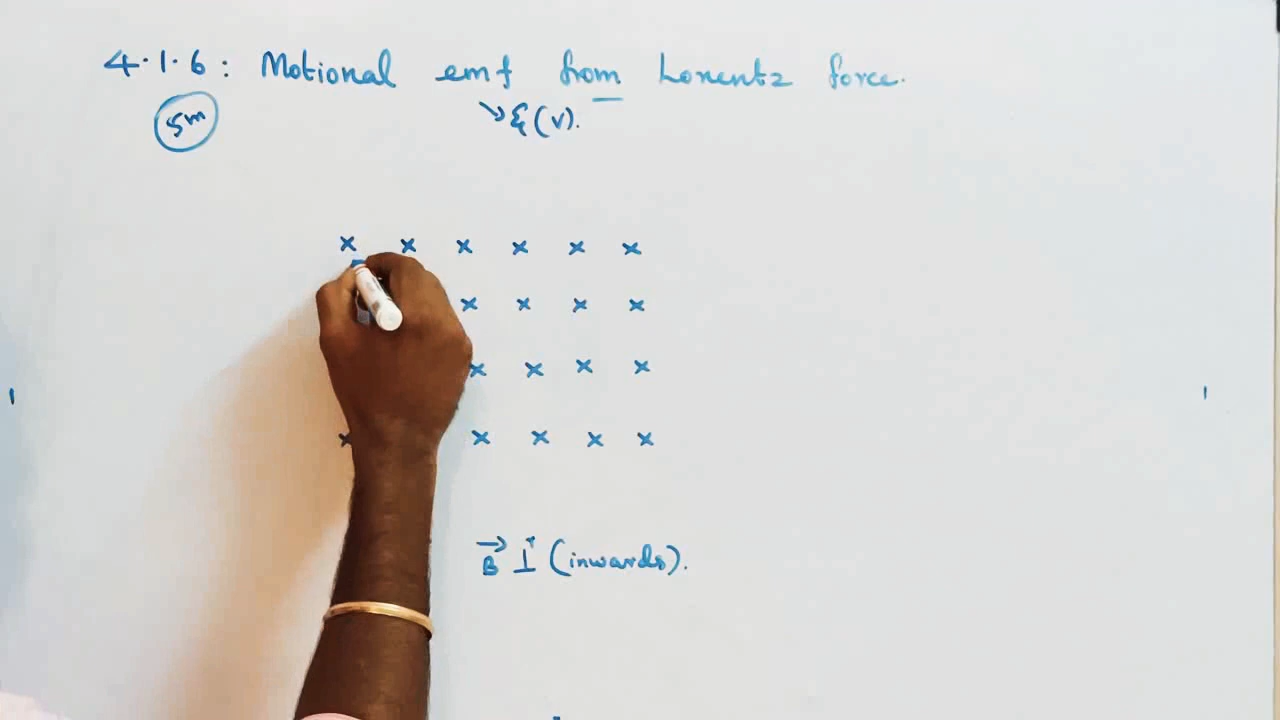 4.1.6: Motional emf from Lorentz force.
5m
↘ξ(v).
x x x x x x
x x x x
x x x x
x x x x x
B⃗ ⊥r (inwards).